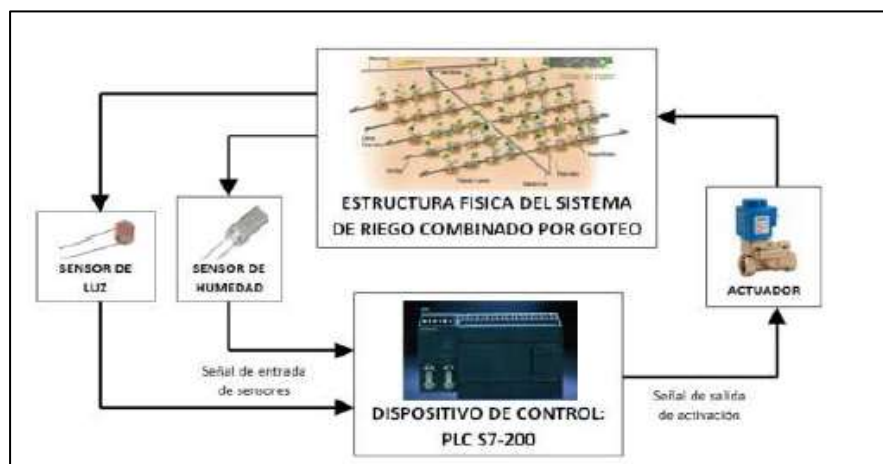 ESTRUCTURA FISICA DEL SISTEMA
DE RIEGO COMBINADO POR GOTEO
SENSOR DE
LUZ
SENSOR DE
HUMEDAD
ACTUADOR
Señal de entrada
de sensores
Señal de salida
de activación
DISPOSITIVO DE CONTROL:
PLC S7-200